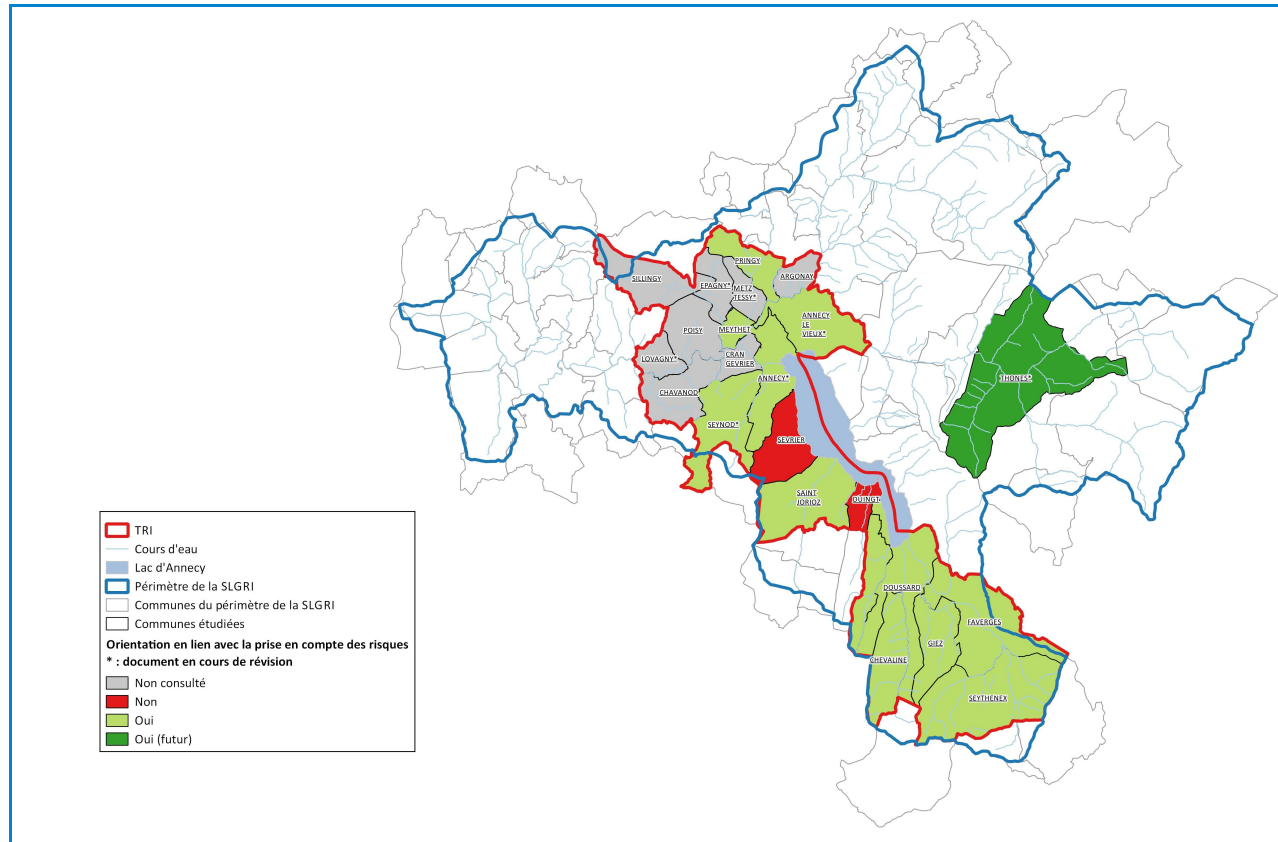 PRINGY
SILLINGY
ARGONAY
EPAGNY*
METZ
TESSY*
ANNECY
LE
VIEUX*
POISY
MEYTHET
CRAN
GEVRIER
LOVAGNY*
ANNECY*
THONES*
CHAVANOD
SEYNOD*
SEVRIER
SAINT
JORIOZ
DUINGT
DOUSSARD
FAVERGES
GIEZ
CHEVALINE
SEYTHENEX
TRI
Cours d'eau
Lac d'Annecy
Périmètre de la SLGRI
Communes du périmètre de la SLGRI
Communes étudiées
Orientation en lien avec la prise en compte des risques
* : document en cours de révision
Non consulté
Non
Oui
Oui (futur)